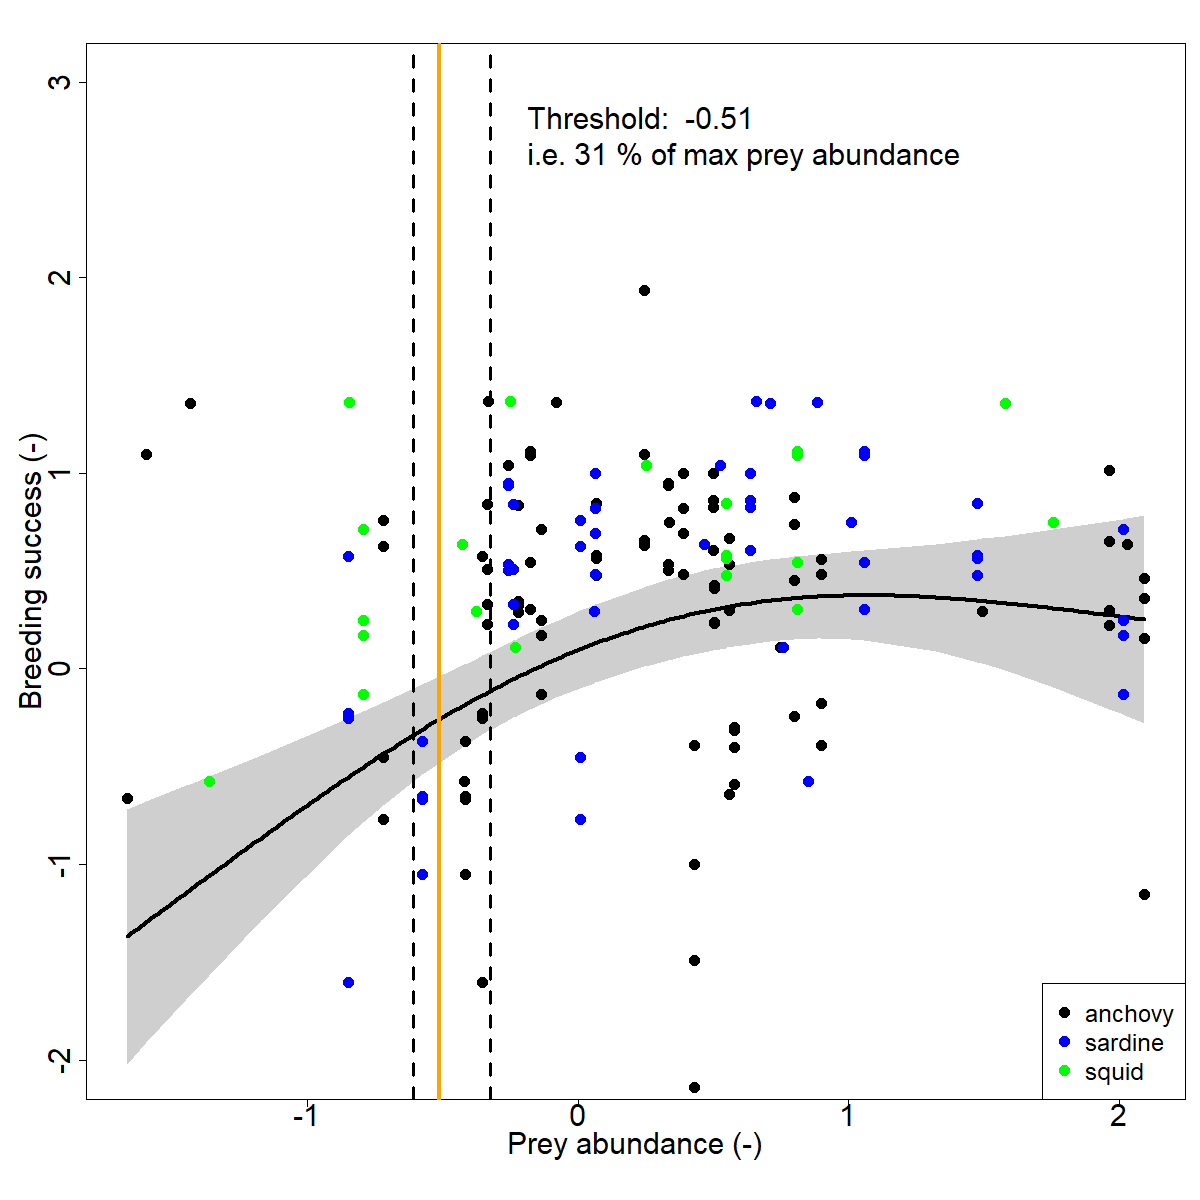 Threshold:  -0.51
i.e. 31 % of max prey abundance
Breeding success (-)
3
2
1
0
-1
-2
-1
0
1
2
Prey abundance (-)
anchovy
sardine
squid